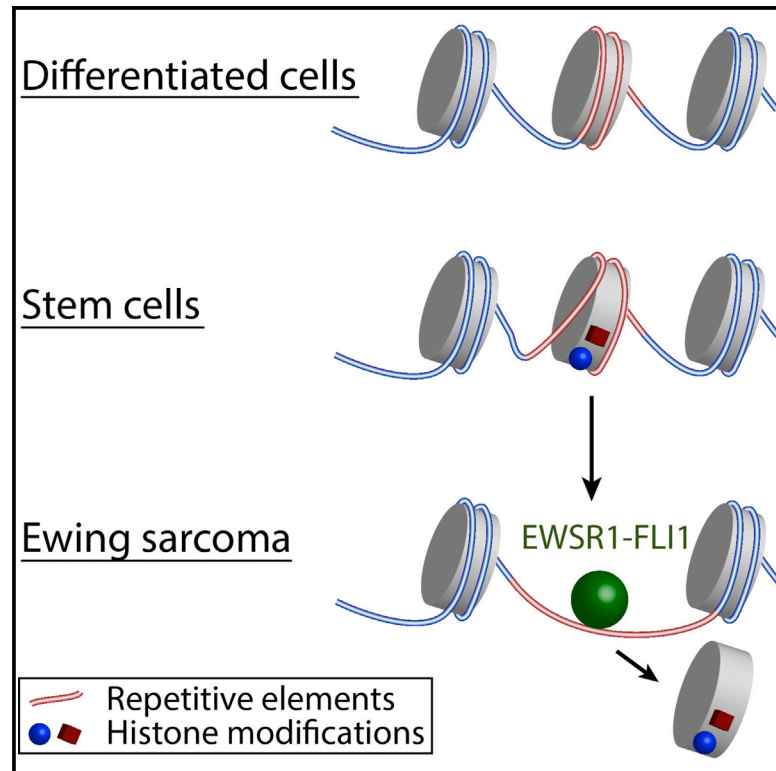 Differentiated cells
Stem cells
Ewing sarcoma
EWSR1-FLI1
Repetitive elements
Histone modifications